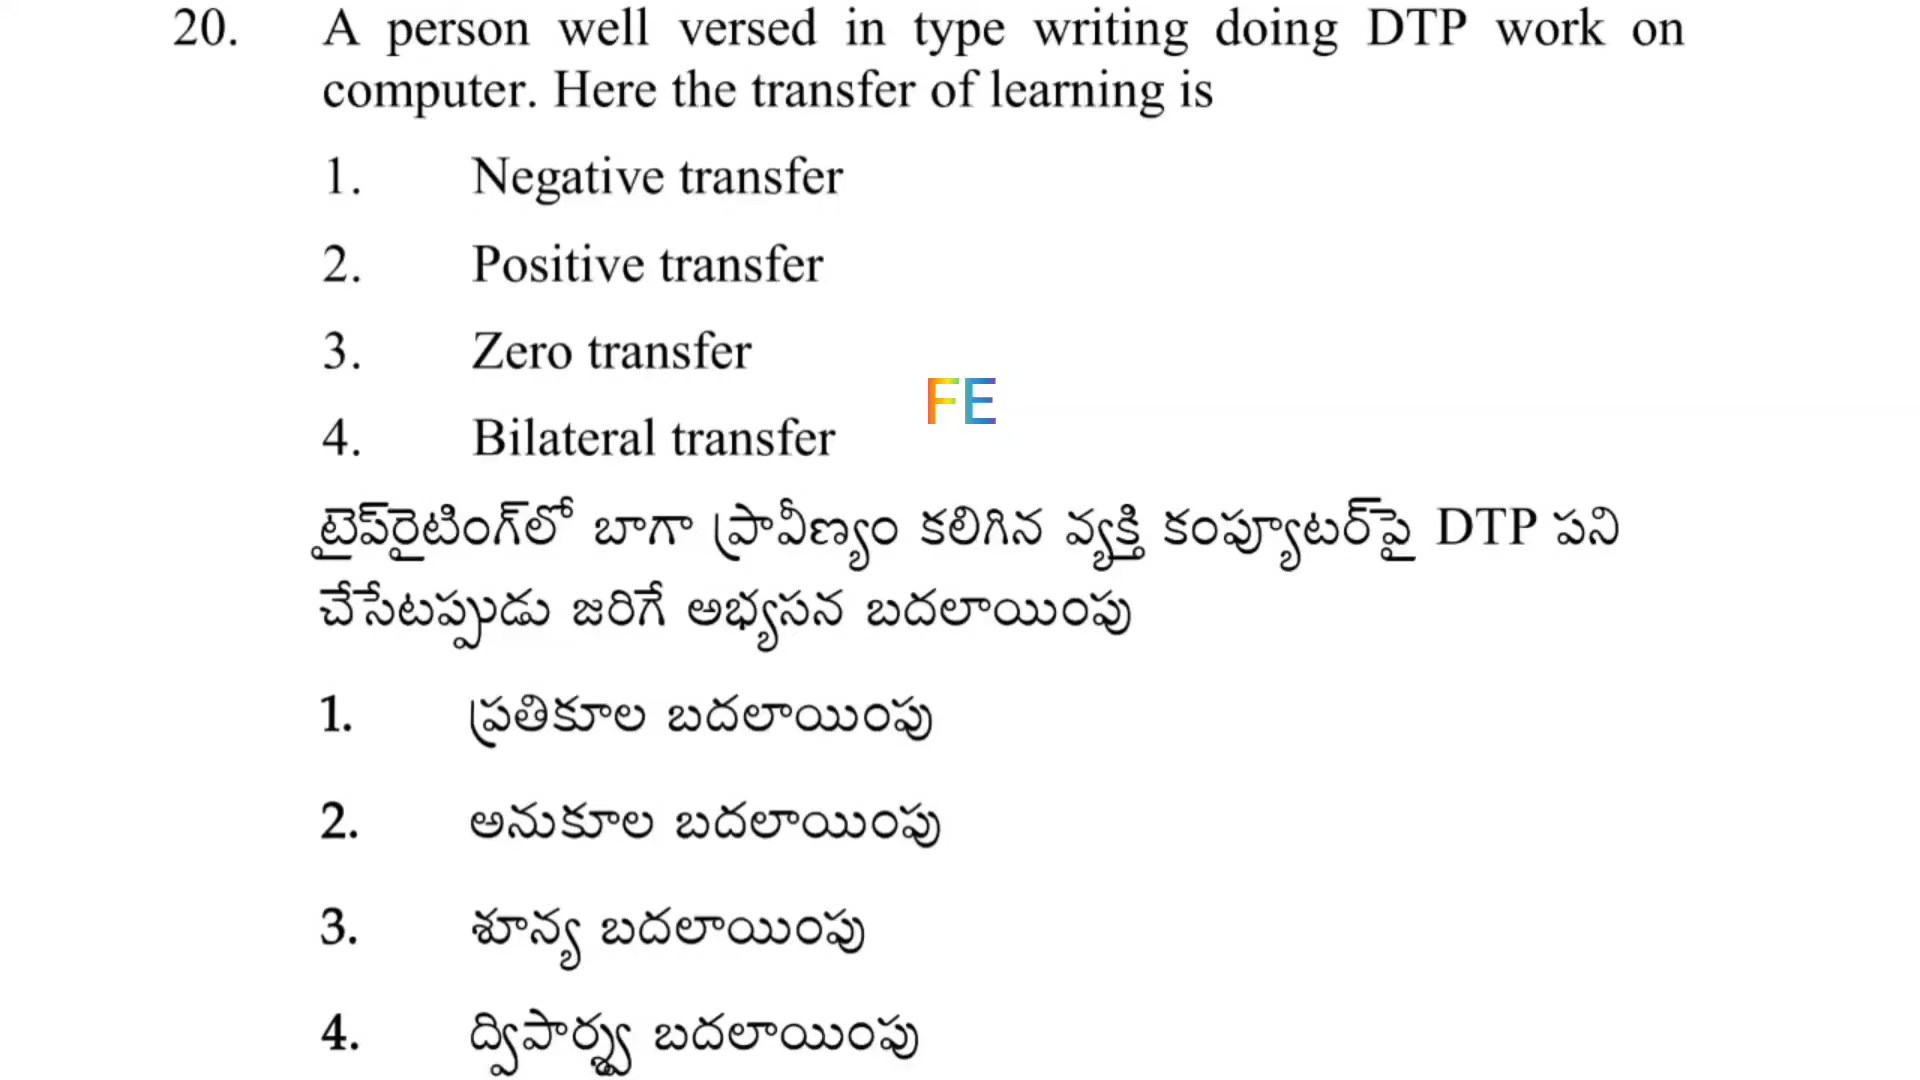 20. A person well versed in type writing doing DTP work on
computer. Here the transfer of learning is
1. Negative transfer
2. Positive transfer
3. Zero transfer
FE
4. Bilateral transfer
టైప్‌రైటింగ్‌లో బాగా ప్రావీణ్యం కలిగిన వ్యక్తి కంప్యూటర్‌పై DTP పని
చేసేటప్పుడు జరిగే అభ్యసన బదలాయింపు
1. ప్రతికూల బదలాయింపు
2. అనుకూల బదలాయింపు
3. శూన్య బదలాయింపు
4. ద్విపార్శ్వ బదలాయింపు